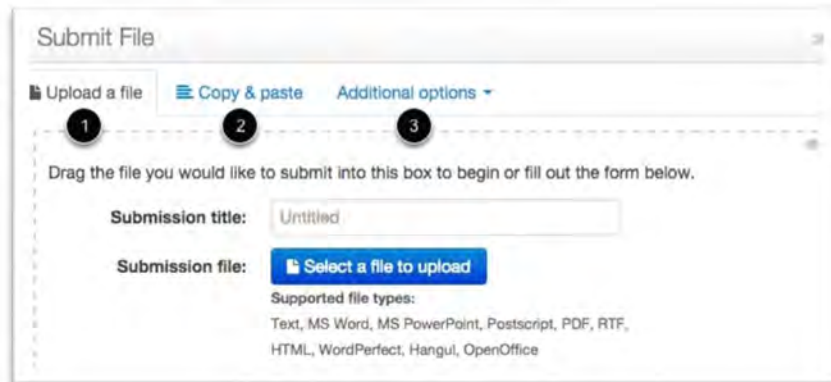 Submit File
Upload a file Copy & paste Additional options
1 2 3
Drag the file you would like to submit into this box to begin or fill out the form below.
Submission title: Untitled
Submission file: Select a file to upload
Supported file types:
Text, MS Word, MS PowerPoint, Postscript, PDF, RTF,
HTML, WordPerfect, Hangul, OpenOffice